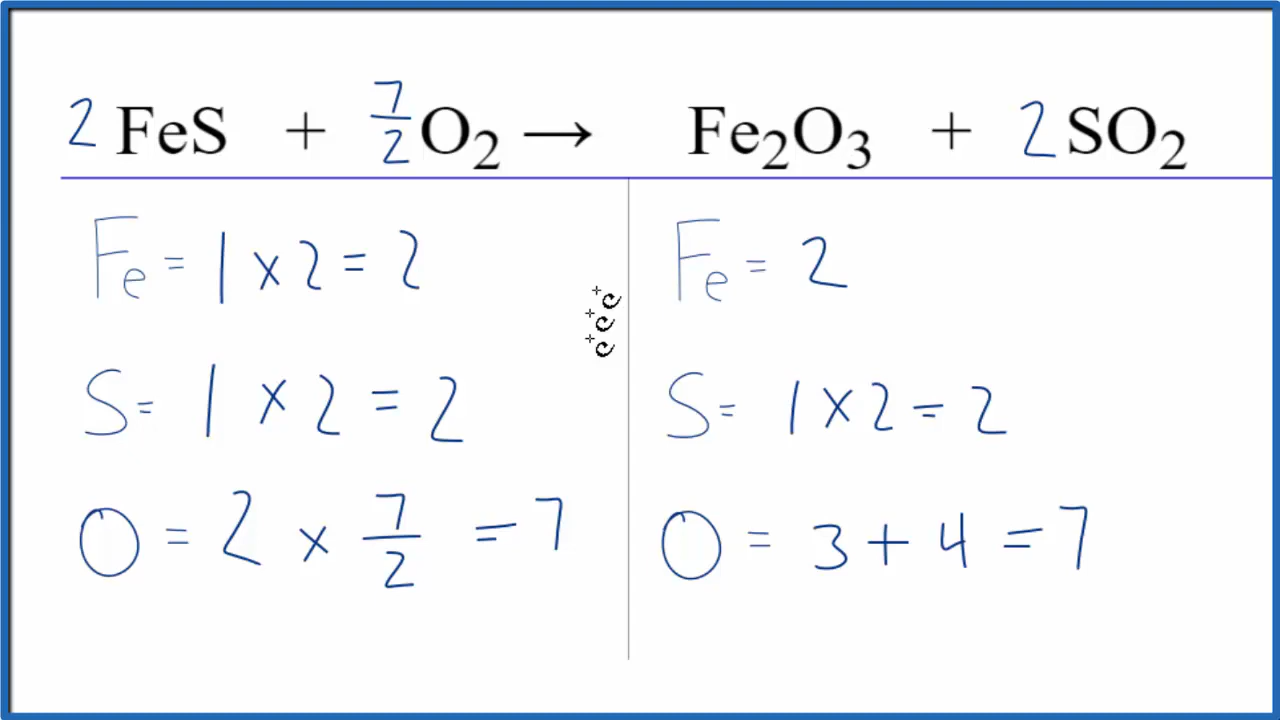 2 FeS + 7/2 O₂ → Fe₂O₃ + 2 SO₂
Fe = 1 x 2 = 2
S = 1 x 2 = 2
O = 2 x 7/2 = 7
Fe = 2
S = 1 x 2 = 2
O = 3 + 4 = 7